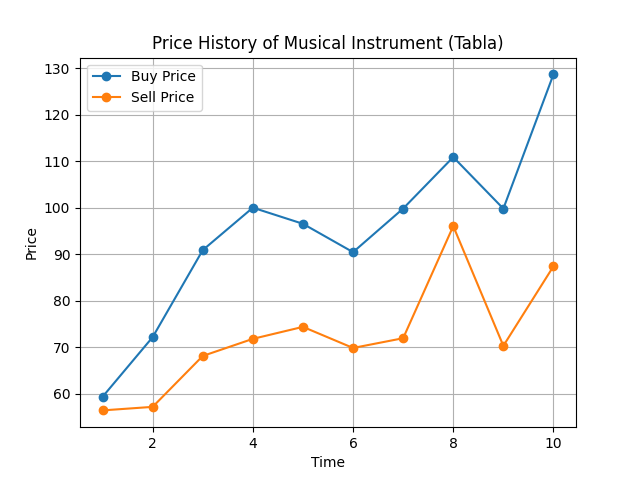 Price History of Musical Instrument (Tabla)
Buy Price
Sell Price
Price
130
120
110
100
90
80
70
60
2 4 6 8 10
Time